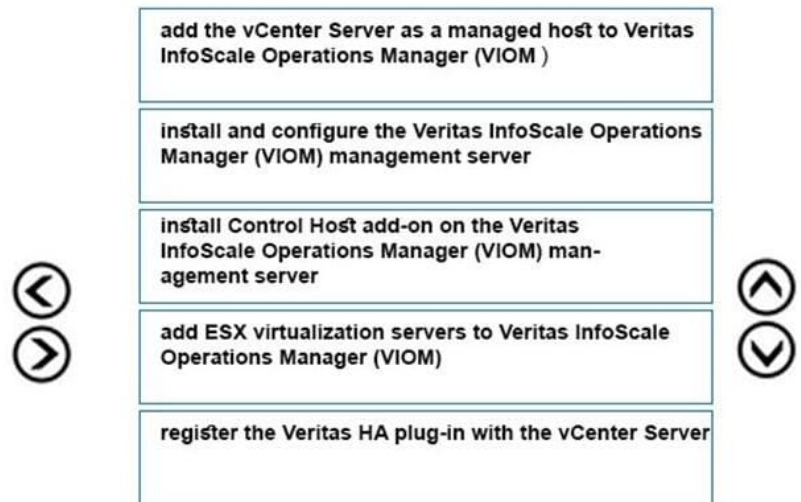 add the vCenter Server as a managed host to Veritas
InfoScale Operations Manager (VIOM )
install and configure the Veritas InfoScale Operations
Manager (VIOM) management server
install Control Host add-on on the Veritas
InfoScale Operations Manager (VIOM) man-
agement server
add ESX virtualization servers to Veritas InfoScale
Operations Manager (VIOM)
register the Veritas HA plug-in with the vCenter Server